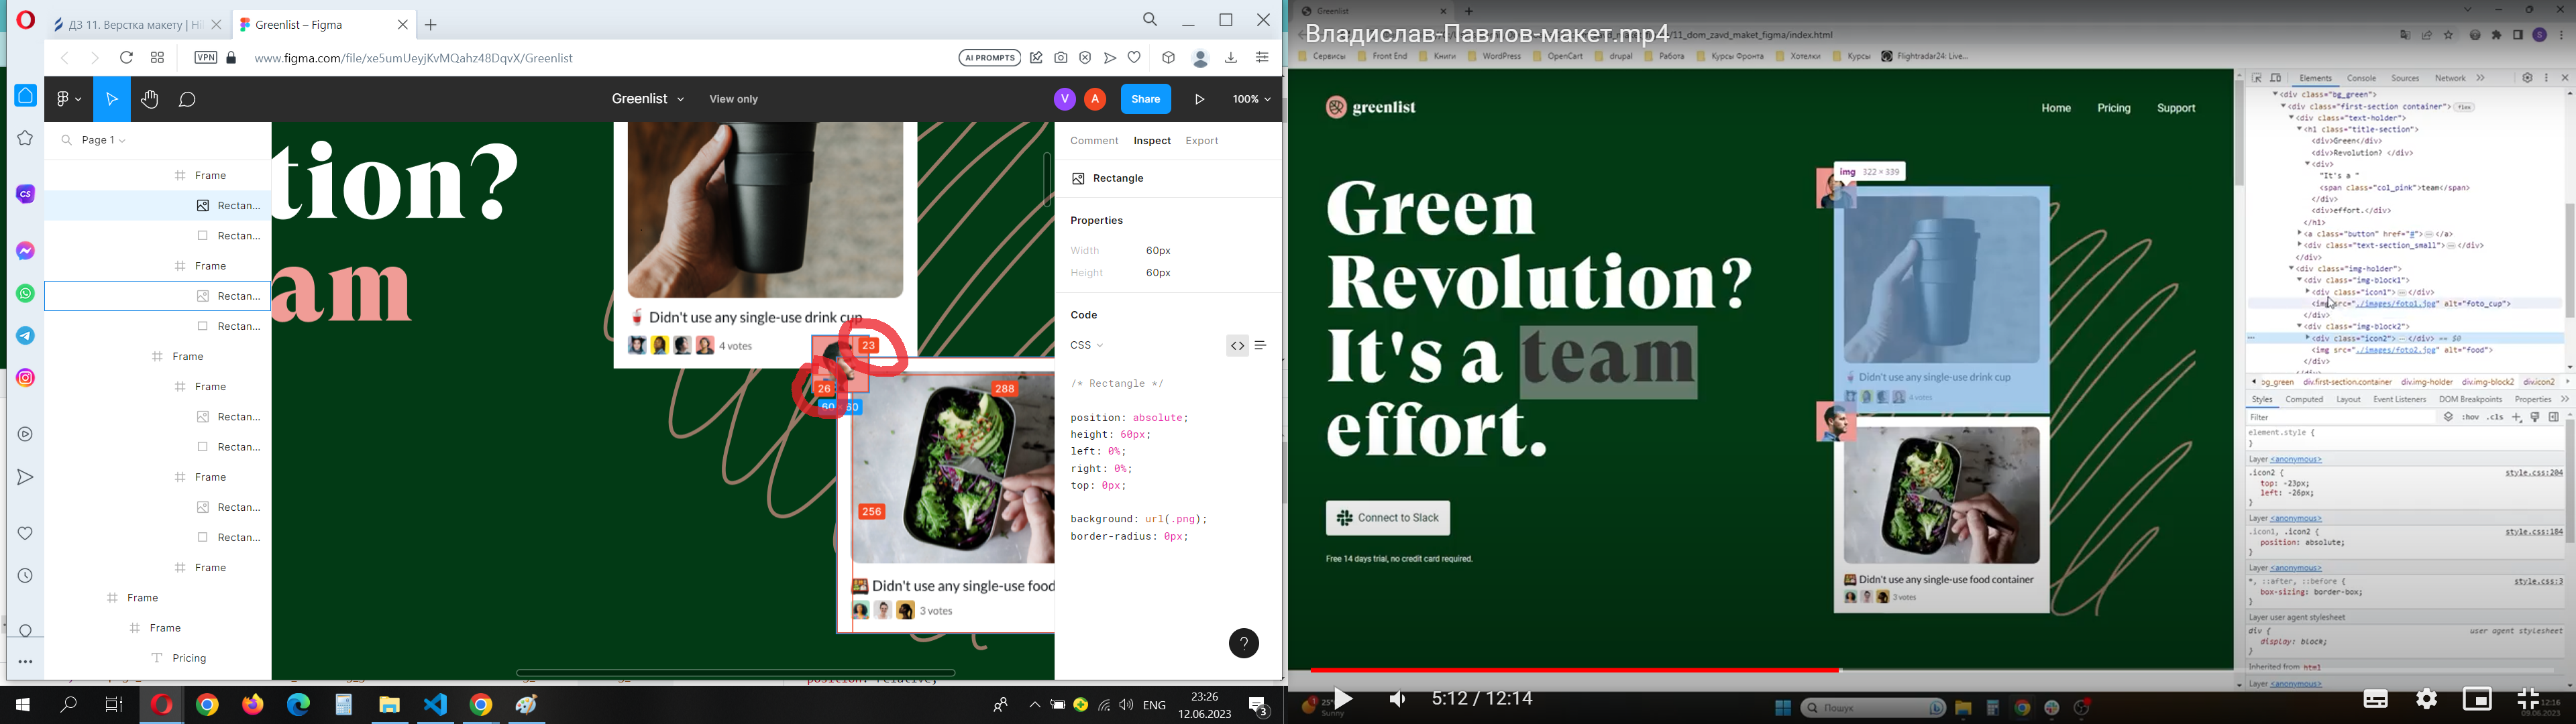 ДЗ 11. Верстка макету | Hi
Greenlist – Figma
VPN
www.figma.com/file/xe5umUeyjKvMQahz48DqvX/Greenlist
AI PROMPTS
Greenlist
View only
V
A
Share
100%
Page 1
Frame
Rectan...
Rectan...
Frame
Rectan...
Rectan...
Frame
Frame
Rectan...
Rectan...
Frame
Rectan...
Rectan...
Frame
Frame
Frame
Pricing
tion?
am
Didn't use any single-use drink cup
4 votes
23
26
60
288
256
Didn't use any single-use food
3 votes
Comment
Inspect
Export
Rectangle
Properties
Width 60px
Height 60px
Code
CSS
/* Rectangle */
position: absolute;
height: 60px;
left: 0%;
right: 0%;
top: 0px;
background: url(.png);
border-radius: 0px;
?
ENG
23:26
12.06.2023
3
Greenlist
Владислав-Павлов-макет.mp4
11_dom_zavd_maket_figma/index.html
Сервисы
Front End
Книги
WordPress
OpenCart
drupal
Работа
Курсы Фронта
Хотелки
Курсы
Flightradar24: Live...
greenlist
Home
Pricing
Support
img 322 × 339
Green
Revolution?
It's a team
effort.
Didn't use any single-use drink cup
4 votes
Connect to Slack
Free 14 days trial, no credit card required.
Didn't use any single-use food container
3 votes
Elements
Console
Sources
Network
<div class="bg_green">
<div class="first-section container"> flex
<div class="text-holder">
<h1 class="title-section">
<div>Green</div>
<div>Revolution? </div>
<div>
"It's a "
<span class="col_pink">team</span>
</div>
<div>effort.</div>
</h1>
<a class="button" href="#"> </a>
<div class="text-section_small"> </div>
</div>
<div class="img-holder">
<div class="img-block1">
<div class="icon1"> </div>
<img src="./images/foto1.jpg" alt="foto_cup">
</div>
<div class="img-block2">
<div class="icon2"> </div> == $0
<img src="./images/foto2.jpg" alt="food">
</div>
bg_green
div.first-section.container
div.img-holder
div.img-block2
div.icon2
Styles
Computed
Layout
Event Listeners
DOM Breakpoints
Properties
Filter
:hov
.cls
element.style {
}
Layer <anonymous>
.icon2 {
style.css:204
top: -23px;
left: -26px;
}
Layer <anonymous>
.icon1, .icon2 {
style.css:184
position: absolute;
}
Layer <anonymous>
*, ::after, ::before {
style.css:3
box-sizing: border-box;
}
Layer user agent stylesheet
div {
user agent stylesheet
display: block;
}
Inherited from html
Layer <anonymous>
5:12 / 12:14
Sunny
Пошук
12:16
09.06.2023